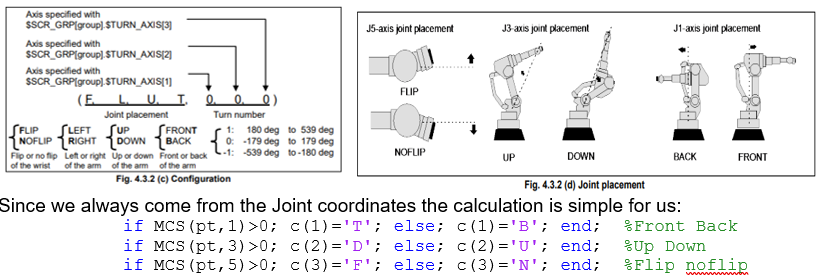 Axis specified with
$SCR_GRP[group].$TURN_AXIS[3]
Axis specified with
$SCR_GRP[group].$TURN_AXIS[2]
Axis specified with
$SCR_GRP[group].$TURN_AXIS[1]
( F, L, U, T, 0, 0, 0 )
Joint placement Turn number
FLIP LEFT UP FRONT 1: 180 deg to 539 deg
NOFLIP RIGHT DOWN BACK 0: -179 deg to 179 deg
-1: -539 deg to -180 deg
Flip or no flip Left or right Up or down Front or back
of the wrist of the arm of the arm of the arm
Fig. 4.3.2 (c) Configuration
J5-axis joint placement J3-axis joint placement J1-axis joint placement
FLIP
NOFLIP UP DOWN BACK FRONT
Fig. 4.3.2 (d) Joint placement
Since we always come from the Joint coordinates the calculation is simple for us:
if MCS(pt,1)>0; c(1)='T'; else; c(1)='B'; end; %Front Back
if MCS(pt,3)>0; c(2)='D'; else; c(2)='U'; end; %Up Down
if MCS(pt,5)>0; c(3)='F'; else; c(3)='N'; end; %Flip noflip